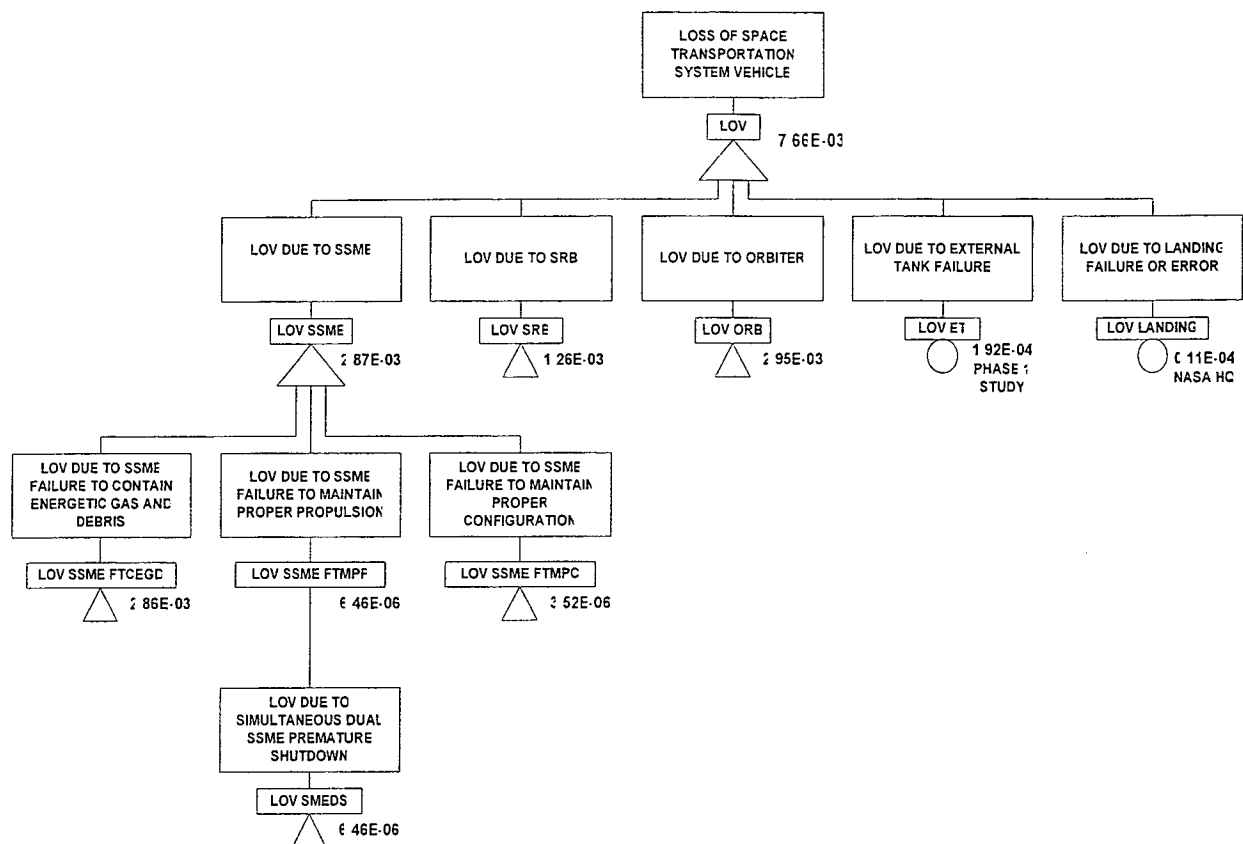 LOSS OF SPACE
TRANSPORTATION
SYSTEM VEHICLE
LOV
7 66E-03
LOV DUE TO SSME
LOV DUE TO SRB
LOV DUE TO ORBITER
LOV DUE TO EXTERNAL
TANK FAILURE
LOV DUE TO LANDING
FAILURE OR ERROR
LOV SSME
2 87E-03
LOV SRB
1 26E-03
LOV ORB
2 95E-03
LOV ET
1 92E-04
PHASE 1
STUDY
LOV LANDING
11E-04
NASA HQ
LOV DUE TO SSME
FAILURE TO CONTAIN
ENERGETIC GAS AND
DEBRIS
LOV DUE TO SSME
FAILURE TO MAINTAIN
PROPER PROPULSION
LOV DUE TO SSME
FAILURE TO MAINTAIN
PROPER
CONFIGURATION
LOV SSME FTCEGD
2 86E-03
LOV SSME FTMPF
6 46E-06
LOV SSME FTMPC
3 52E-06
LOV DUE TO
SIMULTANEOUS DUAL
SSME PREMATURE
SHUTDOWN
LOV SMEDS
6 46E-06